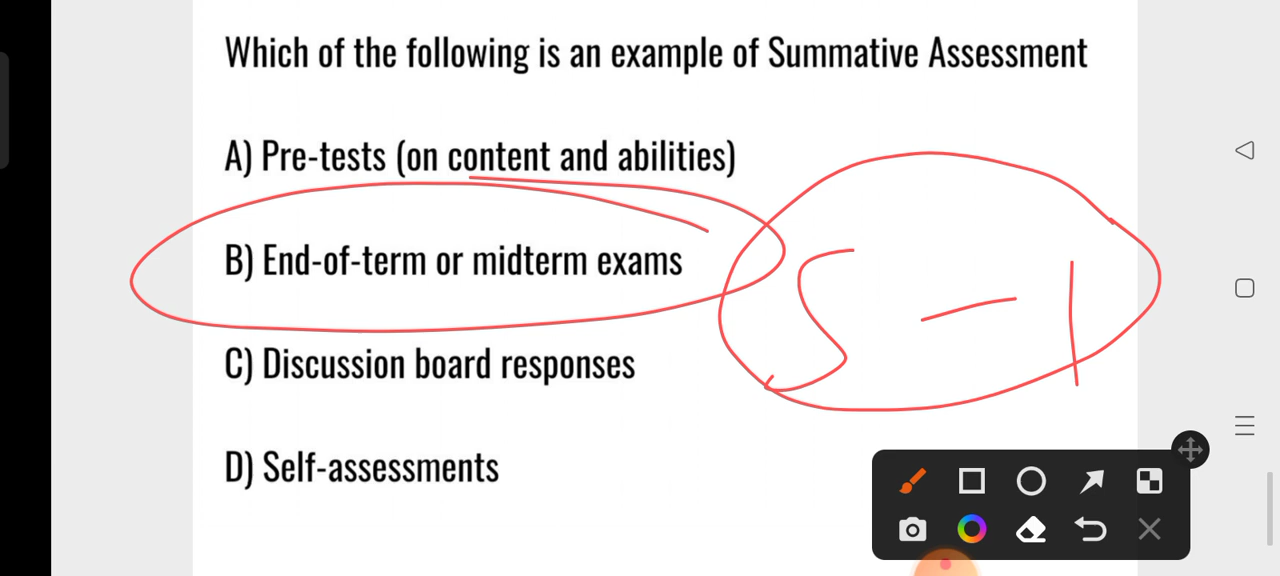 Which of the following is an example of Summative Assessment
A) Pre-tests (on content and abilities)
B) End-of-term or midterm exams
S - 1
C) Discussion board responses
D) Self-assessments